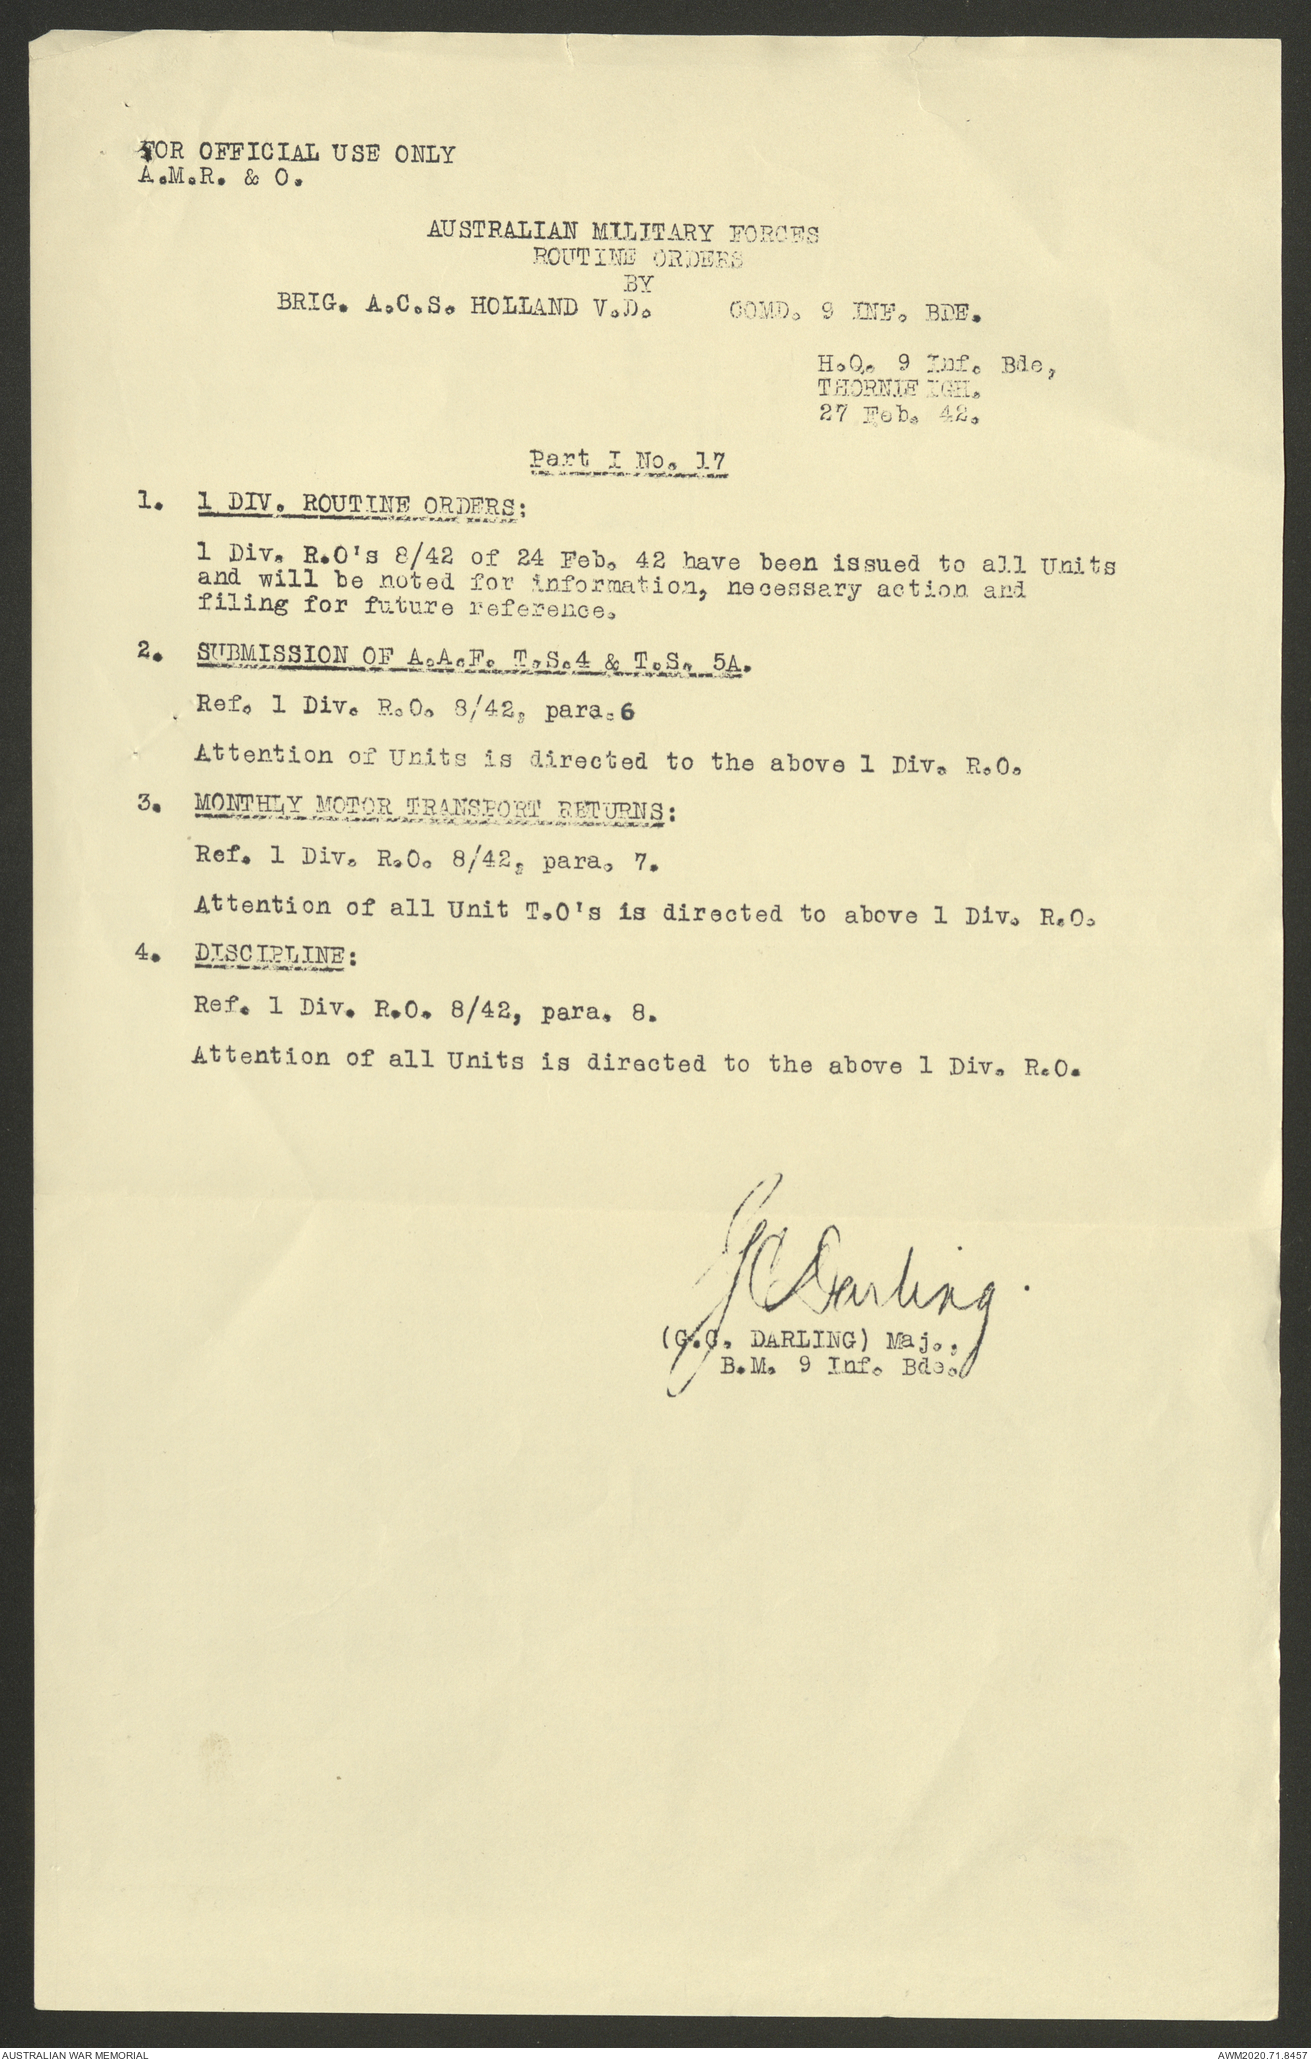 FOR OFFICIAL USE ONLY
A.M.R. & O.
AUSTRALIAN MILITARY FORCES
ROUTINE ORDERS
BY
BRIG. A.C.S. HOLLAND V.D. COMD. 9 INF. BDE.
H.Q. 9 Inf. Bde,
THORNLEIGH.
27 Feb. 42.
Part I No. 17
1. 1 DIV. ROUTINE ORDERS:
1 Div. R.O's 8/42 of 24 Feb. 42 have been issued to all Units
and will be noted for information, necessary action and
filing for future reference.
2. SUBMISSION OF A.A.F. T.S.4 & T.S. 5A.
Ref. 1 Div. R.O. 8/42, para.6
Attention of Units is directed to the above 1 Div. R.O.
3. MONTHLY MOTOR TRANSPORT RETURNS:
Ref. 1 Div. R.O. 8/42, para. 7.
Attention of all Unit T.O's is directed to above 1 Div. R.O.
4. DISCIPLINE:
Ref. 1 Div. R.O. 8/42, para. 8.
Attention of all Units is directed to the above 1 Div. R.O.
GC Darling.
(G.C. DARLING) Maj.,
B.M. 9 Inf. Bde.
AUSTRALIAN WAR MEMORIAL AWM2020.71.8457